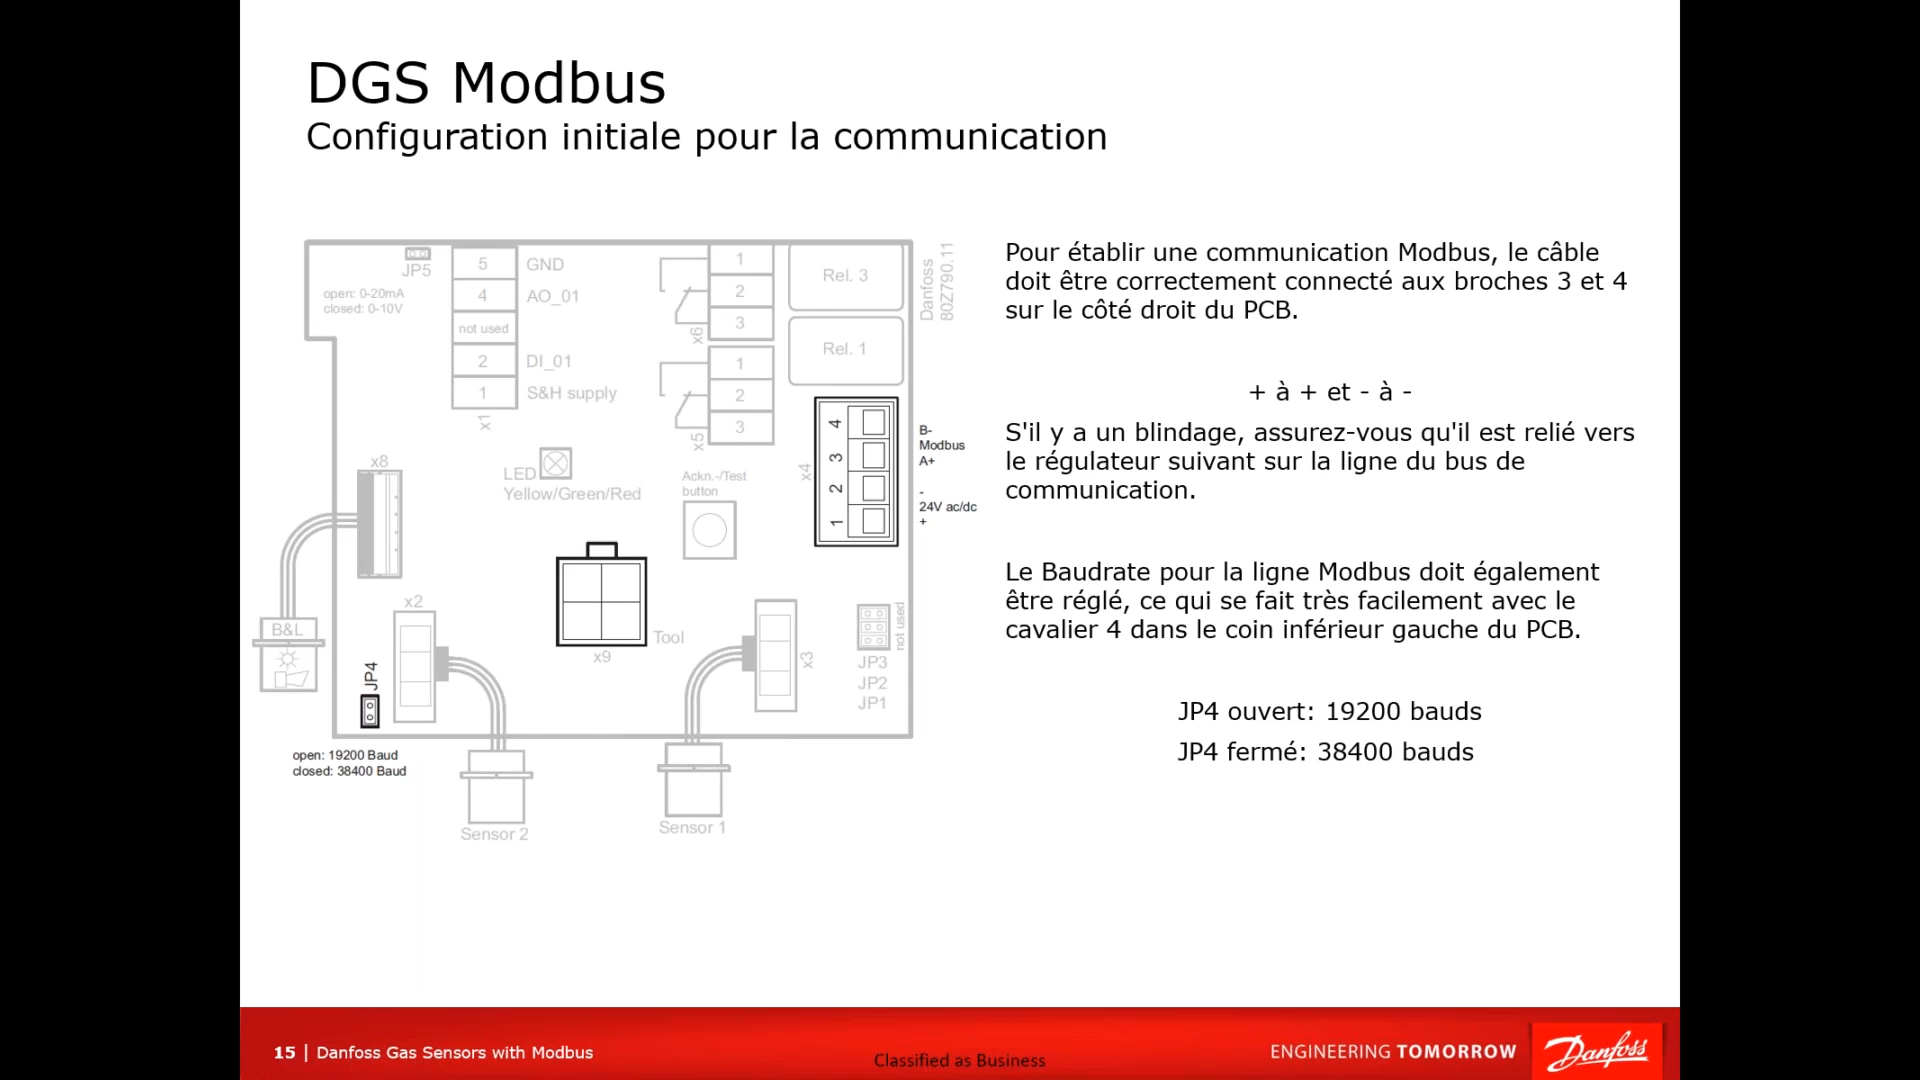 DGS Modbus
Configuration initiale pour la communication
JP5
open: 0-20mA
closed: 0-10V
5 GND
4 AO_01
not used
2 DI_01
1 S&H supply
x1
1
2
3
x6
1
2
3
x5
Rel. 3
Rel. 1
Danfoss
80Z790.11
4
3
2
1
x4
B-
Modbus
A+
-
24V ac/dc
+
x8
LED
Yellow/Green/Red
Ackn.-/Test
button
B&L
x2
JP4
Tool
x9
x3
not used
JP3
JP2
JP1
open: 19200 Baud
closed: 38400 Baud
Sensor 2
Sensor 1
Pour établir une communication Modbus, le câble
doit être correctement connecté aux broches 3 et 4
sur le côté droit du PCB.
+ à + et - à -
S'il y a un blindage, assurez-vous qu'il est relié vers
le régulateur suivant sur la ligne du bus de
communication.
Le Baudrate pour la ligne Modbus doit également
être réglé, ce qui se fait très facilement avec le
cavalier 4 dans le coin inférieur gauche du PCB.
JP4 ouvert: 19200 bauds
JP4 fermé: 38400 bauds
15 | Danfoss Gas Sensors with Modbus
Classified as Business
ENGINEERING TOMORROW
Danfoss